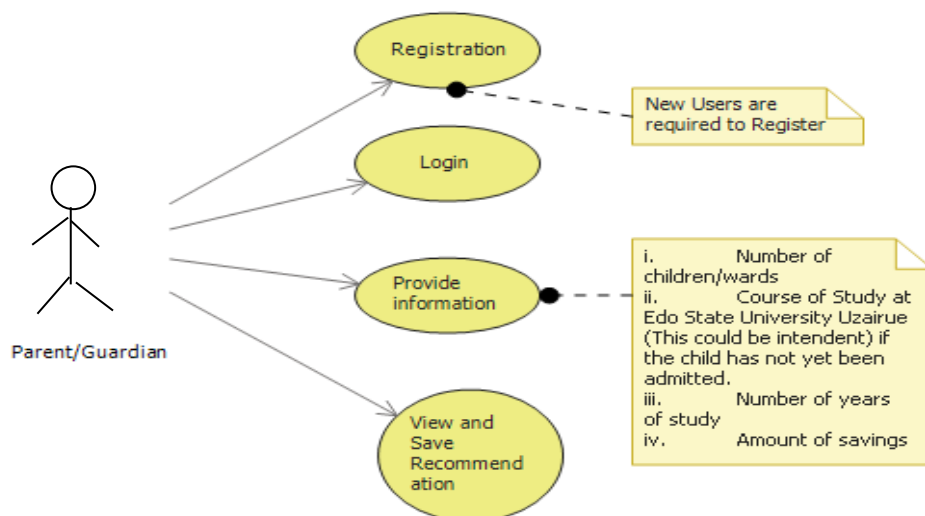 Registration
New Users are
required to Register
Login
Parent/Guardian
Provide
information
i. Number of
children/wards
ii. Course of Study at
Edo State University Uzairue
(This could be intendent) if
the child has not yet been
admitted.
iii. Number of years
of study
iv. Amount of savings
View and
Save
Recommend
ation